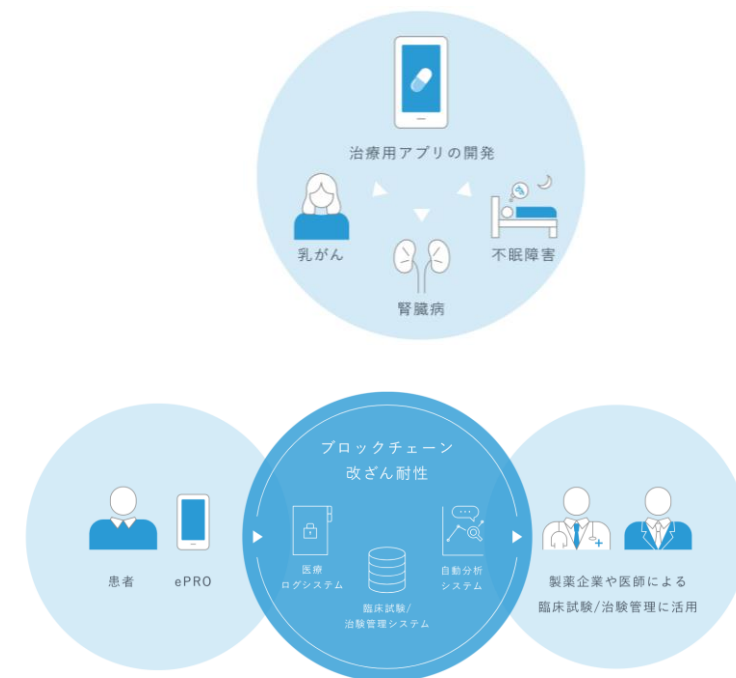 治療用アプリの開発
乳がん
不眠障害
腎臓病
ブロックチェーン
改ざん耐性
患者
ePRO
医療
ログシステム
臨床試験/
治験管理システム
自動分析
システム
製薬企業や医師による
臨床試験/治験管理に活用